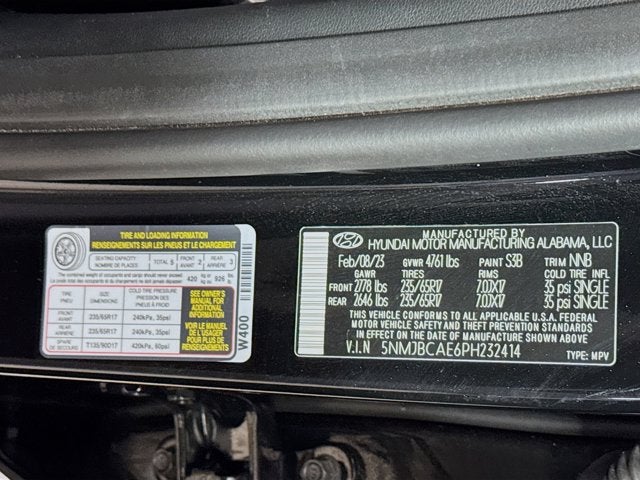 TIRE AND LOADING INFORMATION
RENSEIGNEMENTS SUR LES PNEUS ET LE CHARGEMENT
SEATING CAPACITY
NOMBRE DE PLACES
TOTAL 5
FRONT
AVANT 2
REAR
ARRIÈRE 3
The combined weight of occupants and cargo should never exceed
420 kg or 926 lbs.
TIRE
PNEU
SIZE
DIMENSIONS
COLD TIRE PRESSURE
PRESSION DES
PNEUS À FROID
FRONT
AVANT
235/65R17
240kPa, 35psi
REAR
ARRIÈRE
235/65R17
240kPa, 35psi
SPARE
DE SECOURS
T135/90D17
420kPa, 60psi
SEE OWNER'S
MANUAL FOR
ADDITIONAL
INFORMATION
VOIR LE MANUEL
DE L'USAGER
POUR PLUS DE
RENSEIGNEMENTS
W400
MANUFACTURED BY
HYUNDAI MOTOR MANUFACTURING ALABAMA, LLC
Feb/08/23 GVWR 4761 lbs PAINT S3B TRIM NNB
GAWR TIRES RIMS COLD TIRE
FRONT 2778 lbs 235/65R17 7.0JX17 35 psi SINGLE
REAR 2646 lbs 235/65R17 7.0JX17 35 psi SINGLE
THIS VEHICLE CONFORMS TO ALL APPLICABLE U.S.A. FEDERAL
MOTOR VEHICLE SAFETY AND THEFT PREVENTION STANDARDS
IN EFFECT ON THE DATE OF MANUFACTURE SHOWN ABOVE.
V.I.N 5NMJBCAE6PH232414 TYPE: MPV